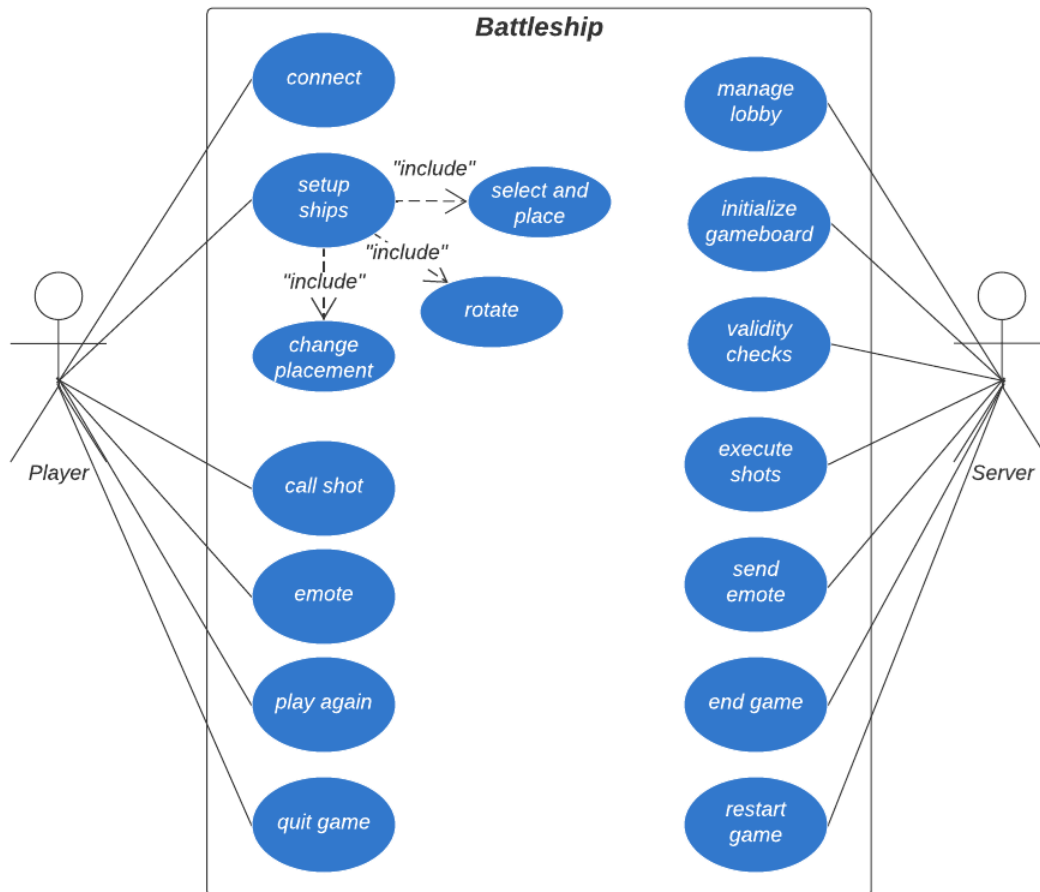 Battleship
connect
manage
lobby
"include"
setup
ships
select and
place
initialize
gameboard
"include"
"include"
rotate
validity
checks
change
placement
Player
Server
call shot
execute
shots
emote
send
emote
play again
end game
quit game
restart
game